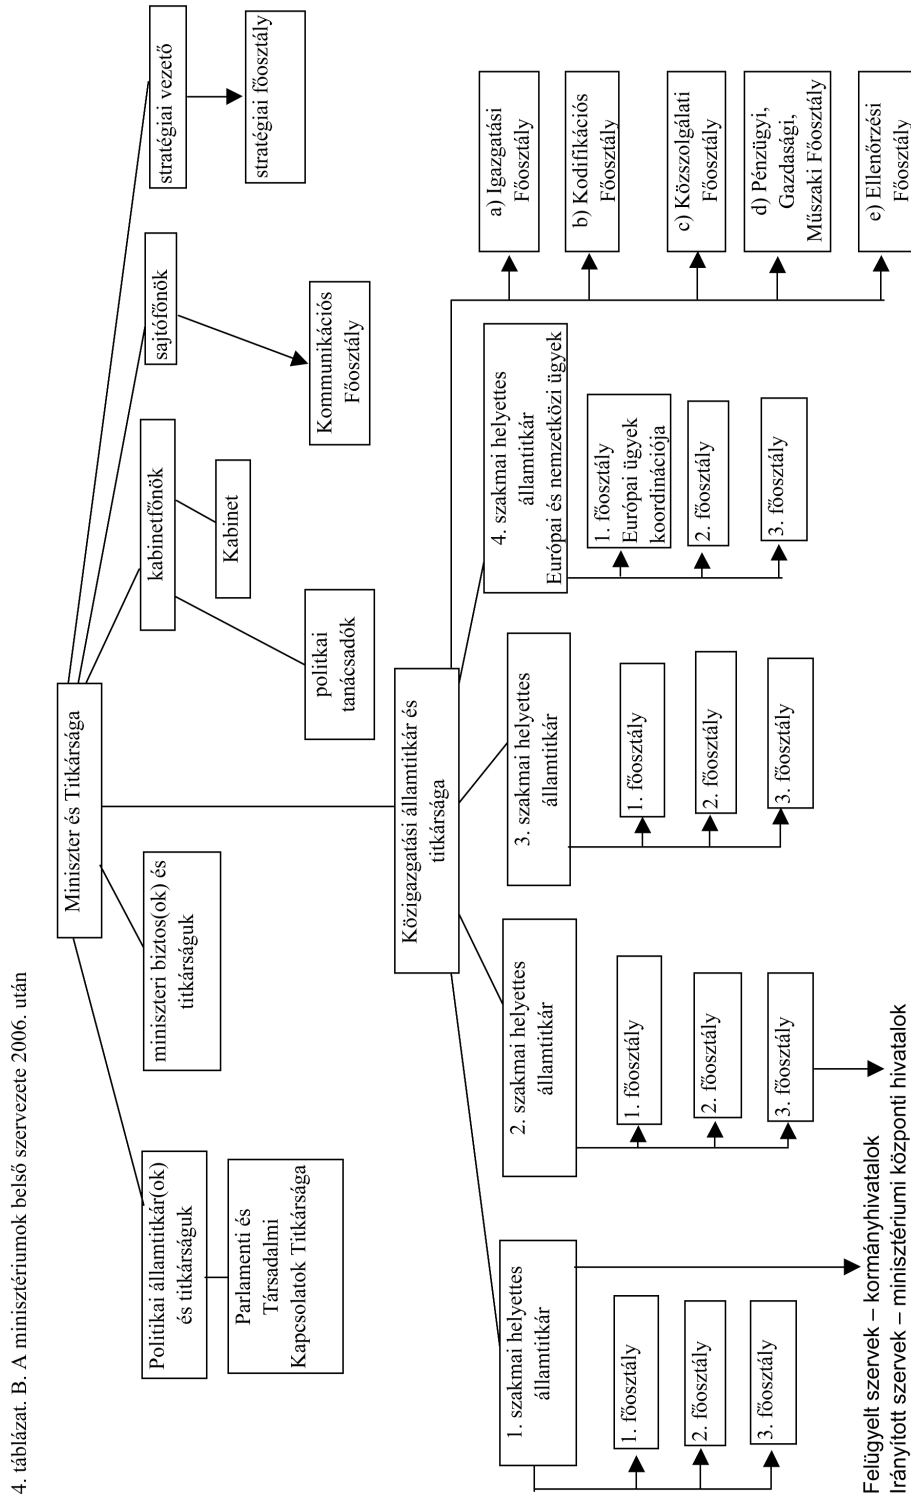 4. táblázat. B. A minisztériumok belső szervezete 2006. után
Miniszter és Titkársága
Politikai államtitkár(ok)
és titkárságuk
Parlamenti és
Társadalmi
Kapcsolatok Titkársága
miniszteri biztos(ok) és
titkárságuk
kabinetfőnök
Kabinet
politkai
tanácsadók
sajtófőnök
Kommunikációs
Főosztály
stratégiai vezető
stratégiai főosztály
Közigazgatási államtitkár és
titkársága
1. szakmai helyettes
államtitkár
1. főosztály
2. főosztály
3. főosztály
2. szakmai helyettes
államtitkár
1. főosztály
2. főosztály
3. főosztály
3. szakmai helyettes
államtitkár
1. főosztály
2. főosztály
3. főosztály
4. szakmai helyettes
államtitkár
Európai és nemzetközi ügyek
1. főosztály
Európai ügyek
koordinációja
2. főosztály
3. főosztály
a) Igazgatási
Főosztály
b) Kodifikációs
Főosztály
c) Közszolgálati
Főosztály
d) Pénzügyi,
Gazdasági,
Műszaki Főosztály
e) Ellenőrzési
Főosztály
Felügyelt szervek – kormányhivatalok
Irányított szervek – minisztériumi központi hivatalok